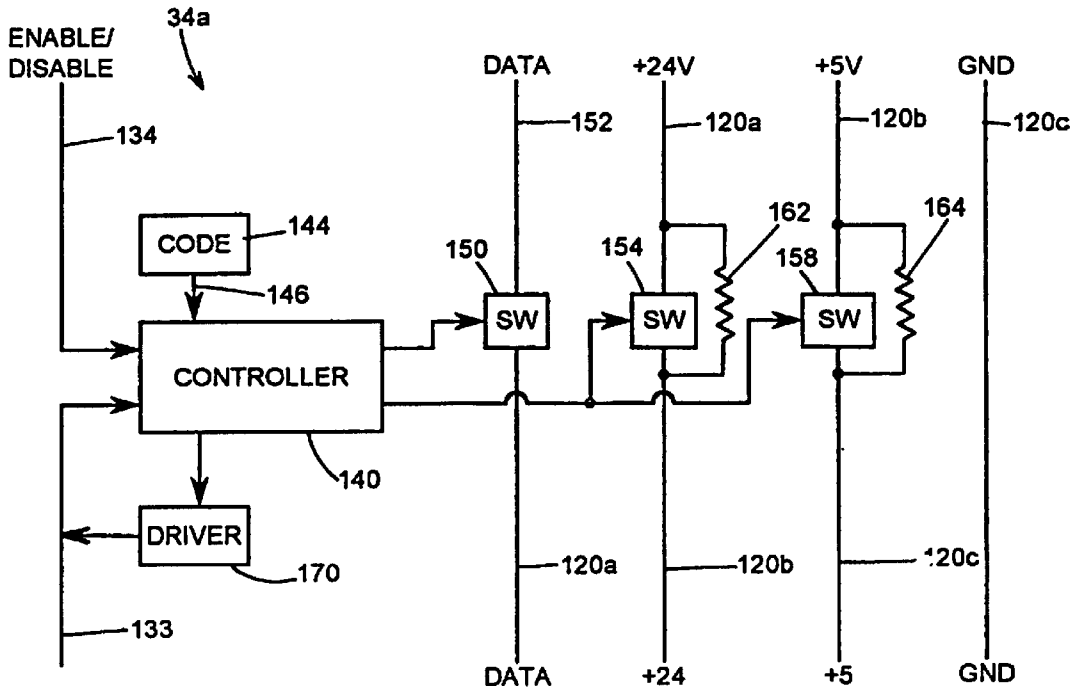 34a
ENABLE/
DISABLE
DATA
+24V
+5V
GND
134
152
120a
120b
120c
CODE
144
146
150
154
162
158
164
SW
SW
SW
CONTROLLER
140
DRIVER
170
120a
120b
120c
133
DATA
+24
+5
GND